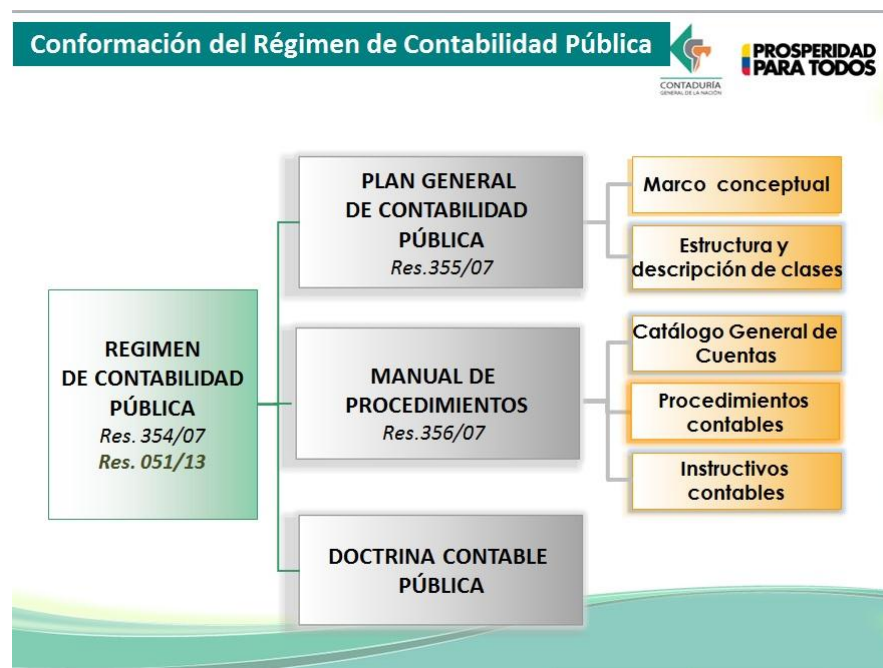 Conformación del Régimen de Contabilidad Pública
CONTADURÍA
GENERAL DE LA NACIÓN
PROSPERIDAD
PARA TODOS
REGIMEN
DE CONTABILIDAD
PÚBLICA
Res. 354/07
Res. 051/13
PLAN GENERAL
DE CONTABILIDAD
PÚBLICA
Res.355/07
Marco conceptual
Estructura y
descripción de clases
MANUAL DE
PROCEDIMIENTOS
Res.356/07
Catálogo General de
Cuentas
Procedimientos
contables
Instructivos
contables
DOCTRINA CONTABLE
PÚBLICA